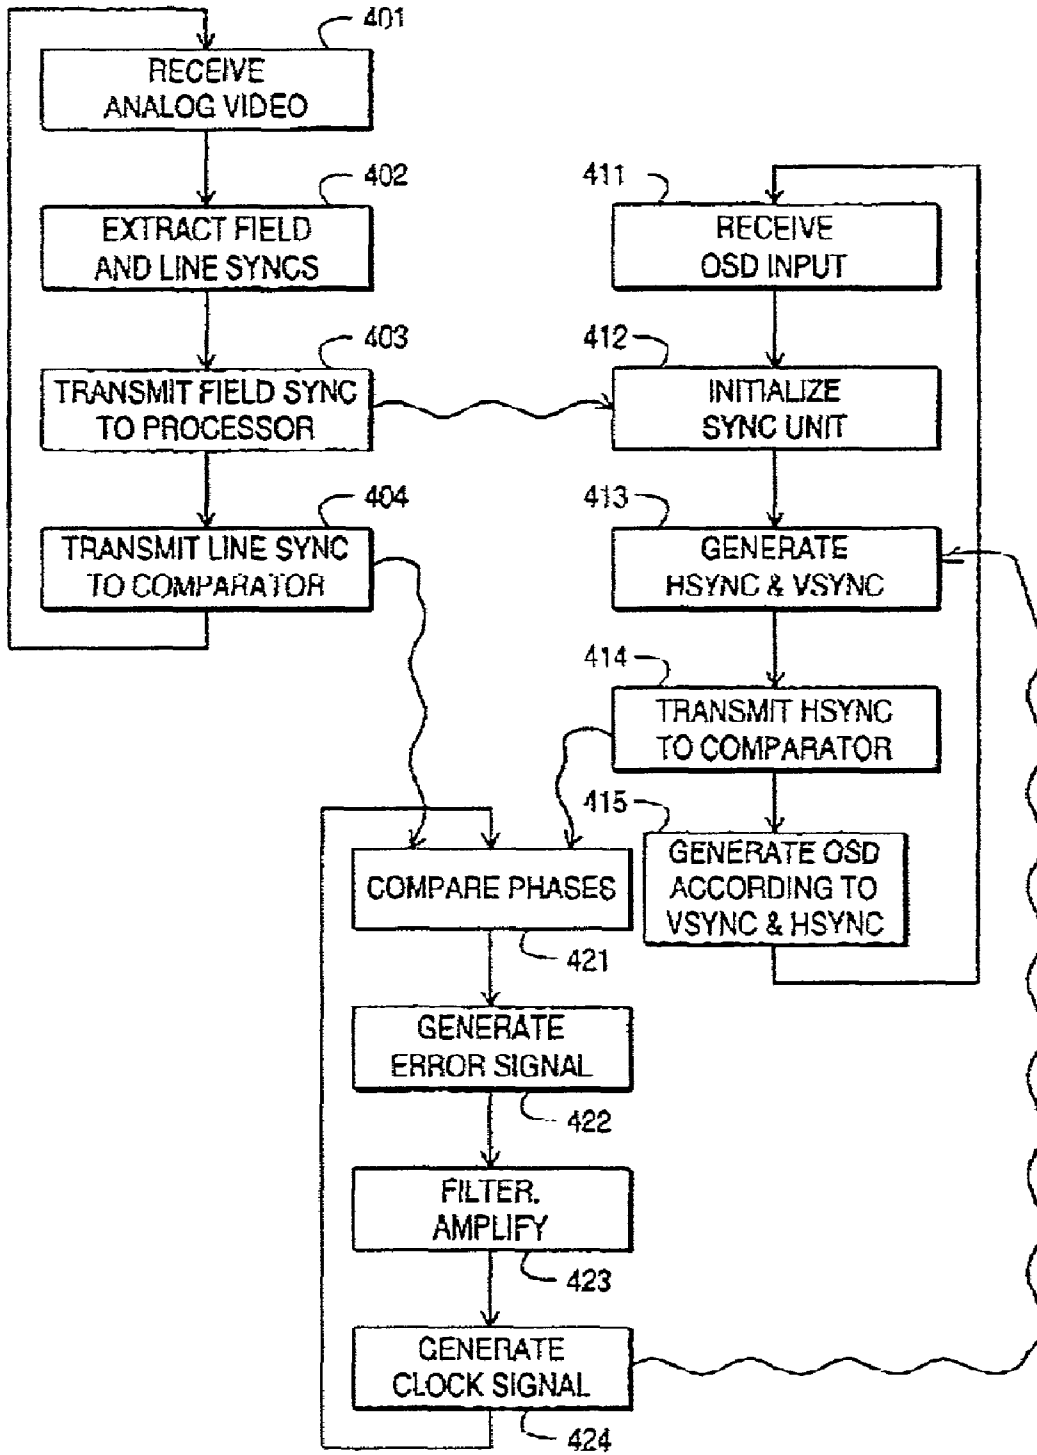 401
RECEIVE
ANALOG VIDEO
402
EXTRACT FIELD
AND LINE SYNCS
403
TRANSMIT FIELD SYNC
TO PROCESSOR
404
TRANSMIT LINE SYNC
TO COMPARATOR
411
RECEIVE
OSD INPUT
412
INITIALIZE
SYNC UNIT
413
GENERATE
HSYNC & VSYNC
414
TRANSMIT HSYNC
TO COMPARATOR
415
GENERATE OSD
ACCORDING TO
VSYNC & HSYNC
COMPARE PHASES
421
GENERATE
ERROR SIGNAL
422
FILTER.
AMPLIFY
423
GENERATE
CLOCK SIGNAL
424